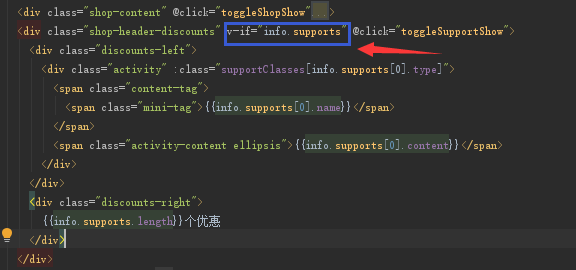 <div class="shop-content" @click="toggleShopShow"...>
<div class="shop-header-discounts" v-if="info.supports" @click="toggleSupportShow">
<div class="discounts-left">
<div class="activity" :class="supportClasses[info.supports[0].type]">
<span class="content-tag">
<span class="mini-tag">{{info.supports[0].name}}</span>
</span>
<span class="activity-content ellipsis">{{info.supports[0].content}}</span>
</div>
</div>
<div class="discounts-right">
{{info.supports.length}}个优惠
</div>
</div>